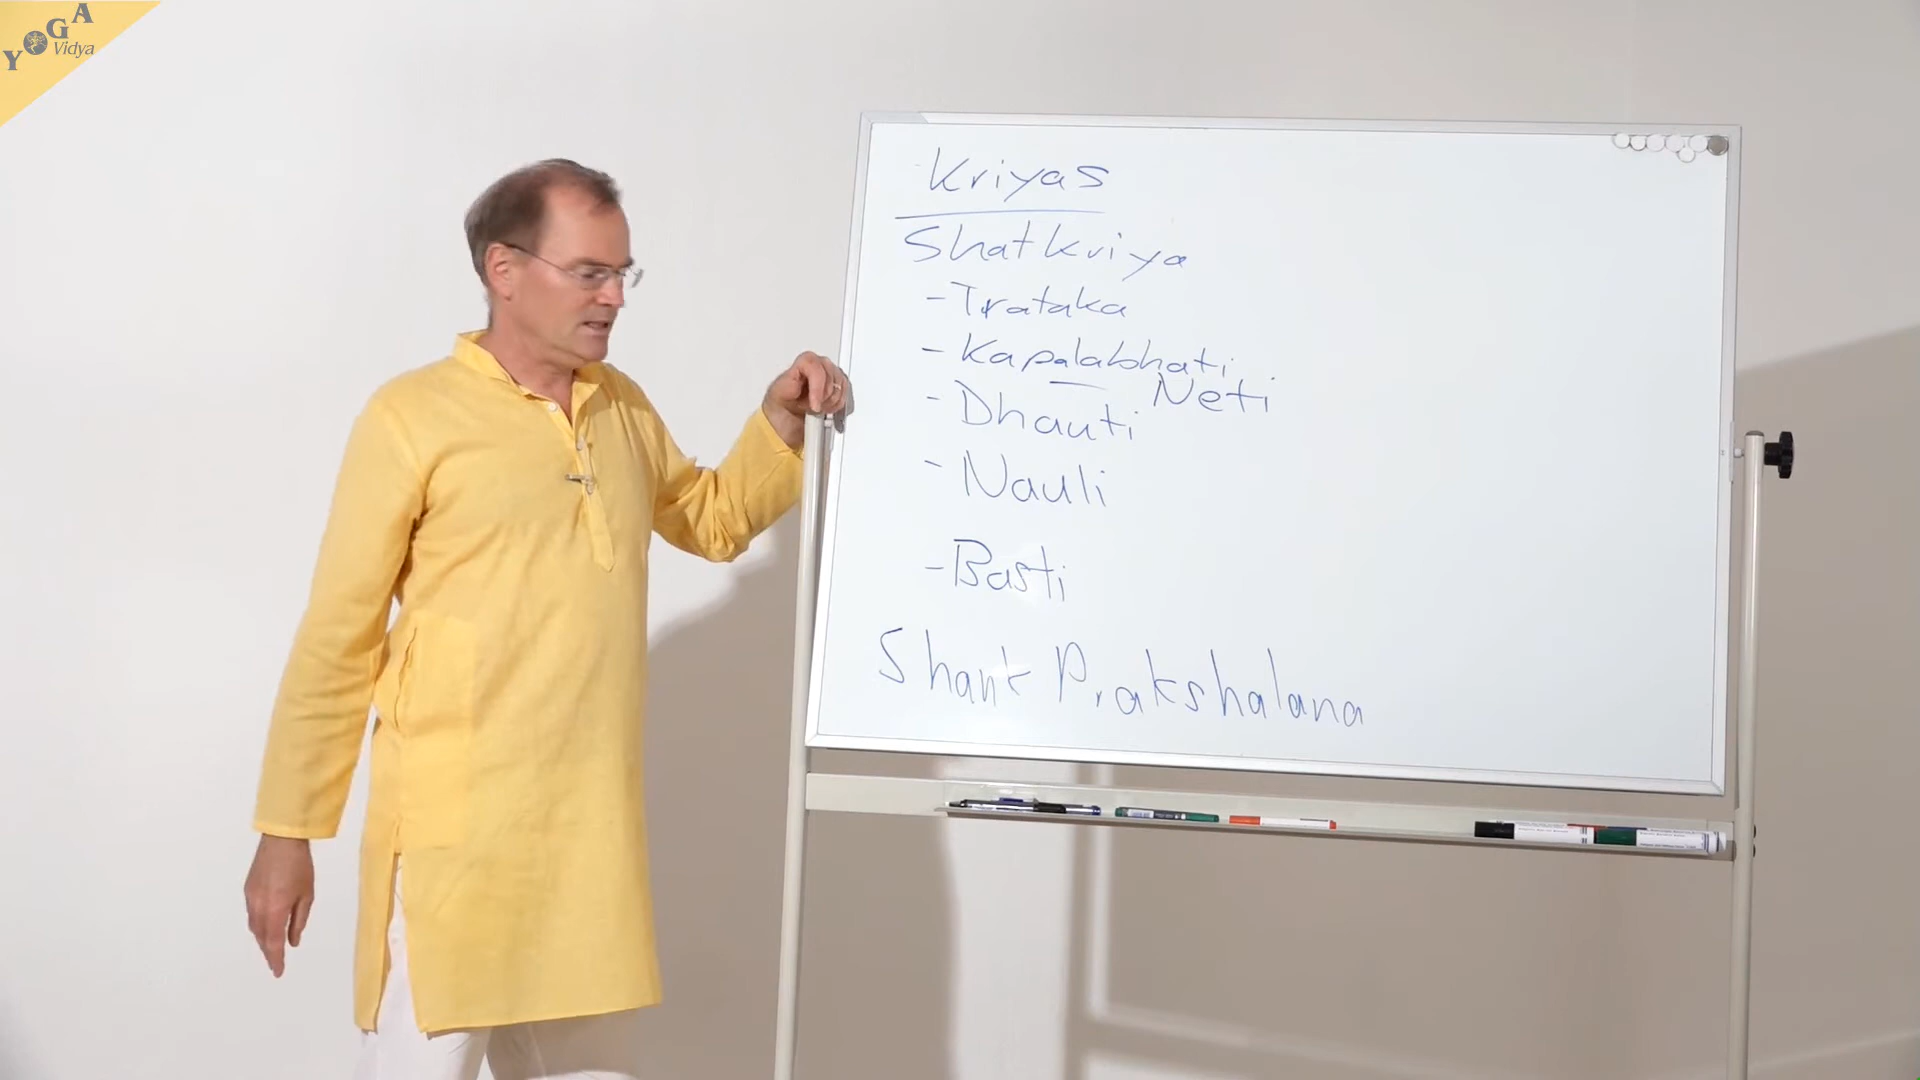 YOGA
Vidya
Kriyas
Shatkriya
- Trataka
- Kapalabhati
Neti
- Dhauti
- Nauli
- Basti
Shank Prakshalana